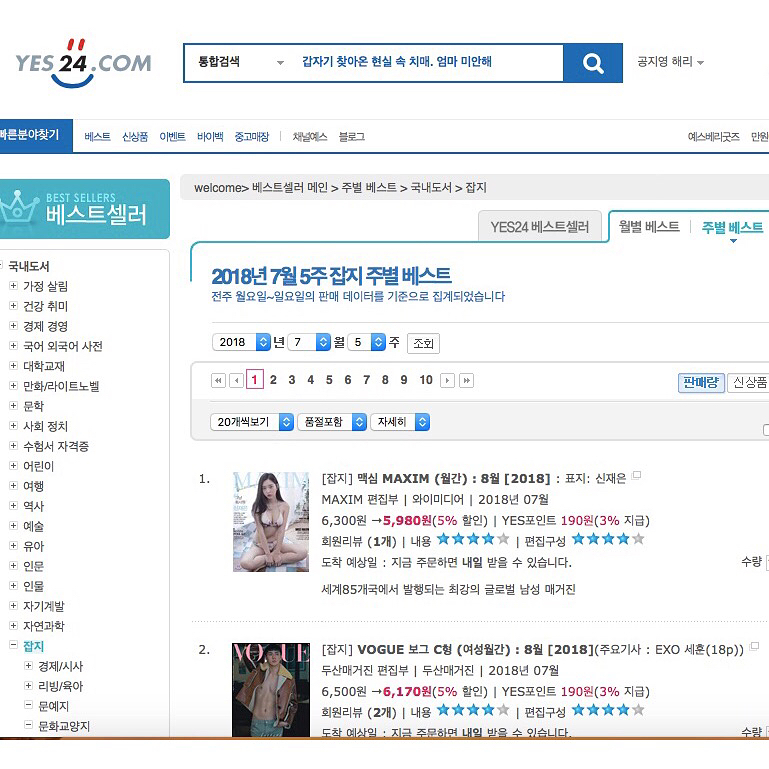 YES24.COM
통합검색 갑자기 찾아온 현실 속 치매. 엄마 미안해 공지영 해리
빠른분야찾기 베스트 신상품 이벤트 바이백 중고매장 채널예스 블로그 예스베리굿즈 만원
BEST SELLERS
베스트셀러
welcome> 베스트셀러 메인 > 주별 베스트 > 국내도서 > 잡지
YES24 베스트셀러 월별 베스트 주별 베스트
국내도서
가정 살림
건강 취미
경제 경영
국어 외국어 사전
대학교재
만화/라이트노벨
문학
사회 정치
수험서 자격증
어린이
여행
역사
예술
유아
인문
인물
자기계발
자연과학
잡지
경제/시사
리빙/육아
문예지
문화교양지
2018년 7월 5주 잡지 주별 베스트
전주 월요일~일요일의 판매 데이터를 기준으로 집계되었습니다
2018 년 7 월 5 주 조회
1 2 3 4 5 6 7 8 9 10 판매량 신상품
20개씩보기 품절포함 자세히
1. [잡지] 맥심 MAXIM (월간) : 8월 [2018] : 표지: 신재은
MAXIM 편집부 | 와이미디어 | 2018년 07월
6,300원 →5,980원(5% 할인) | YES포인트 190원(3% 지급)
회원리뷰 (1개) | 내용 ★★★★★ | 편집구성 ★★★★★
도착 예상일 : 지금 주문하면 내일 받을 수 있습니다. 수량
세계85개국에서 발행되는 최강의 글로벌 남성 매거진
MAXIM
2. [잡지] VOGUE 보그 C형 (여성월간) : 8월 [2018](주요기사 : EXO 세훈(18p))
두산매거진 편집부 | 두산매거진 | 2018년 07월
6,500원 →6,170원(5% 할인) | YES포인트 190원(3% 지급)
회원리뷰 (2개) | 내용 ★★★★★ | 편집구성 ★★★★★
도착 예상일 : 지금 주문하면 내일 받을 수 있습니다. 수량
VOGUE